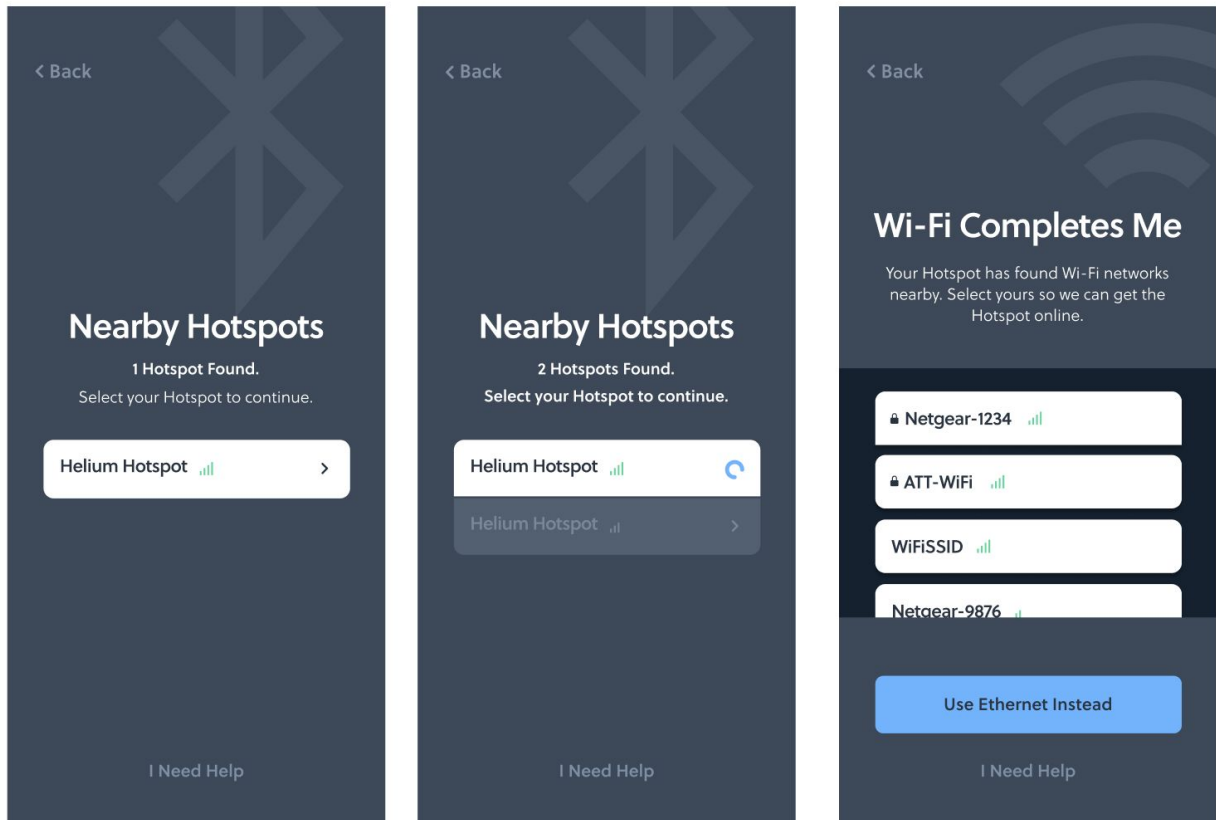 < Back
Nearby Hotspots
1 Hotspot Found.
Select your Hotspot to continue.
Helium Hotspot
I Need Help
< Back
Nearby Hotspots
2 Hotspots Found.
Select your Hotspot to continue.
Helium Hotspot
Helium Hotspot
I Need Help
< Back
Wi-Fi Completes Me
Your Hotspot has found Wi-Fi networks
nearby. Select yours so we can get the
Hotspot online.
Netgear-1234
ATT-WiFi
WiFiSSID
Netgear-9876
Use Ethernet Instead
I Need Help